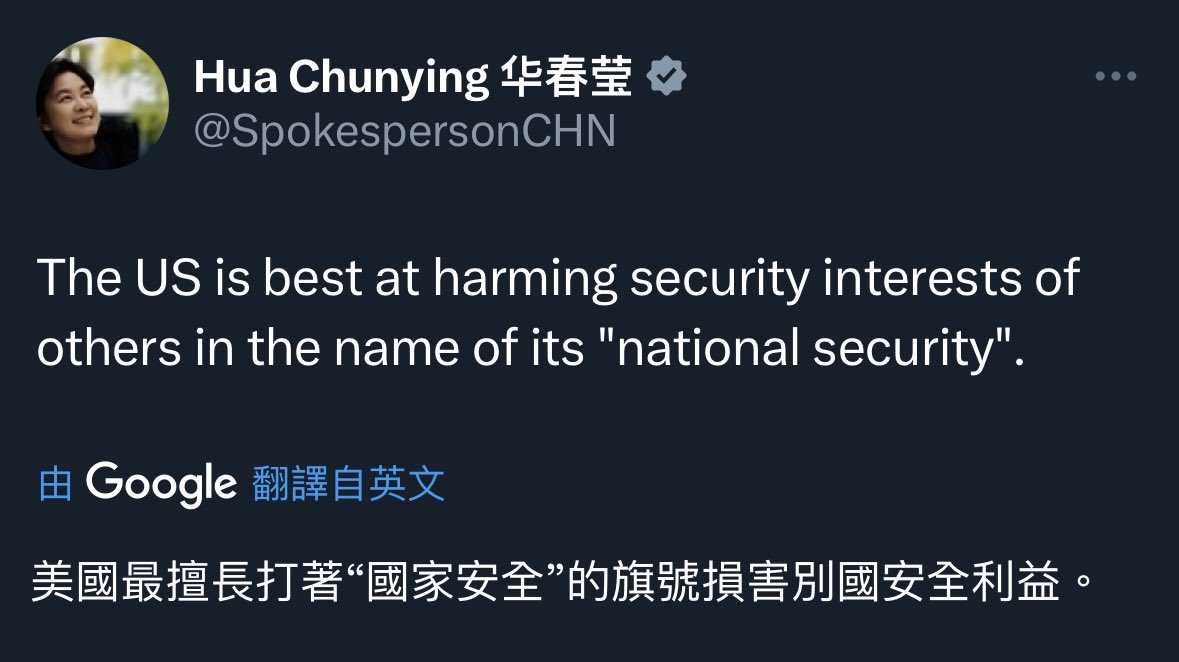 Hua Chunying 华春莹
@SpokespersonCHN
The US is best at harming security interests of
others in the name of its "national security".
由 Google 翻譯自英文
美國最擅長打著“國家安全”的旗號損害別國安全利益。